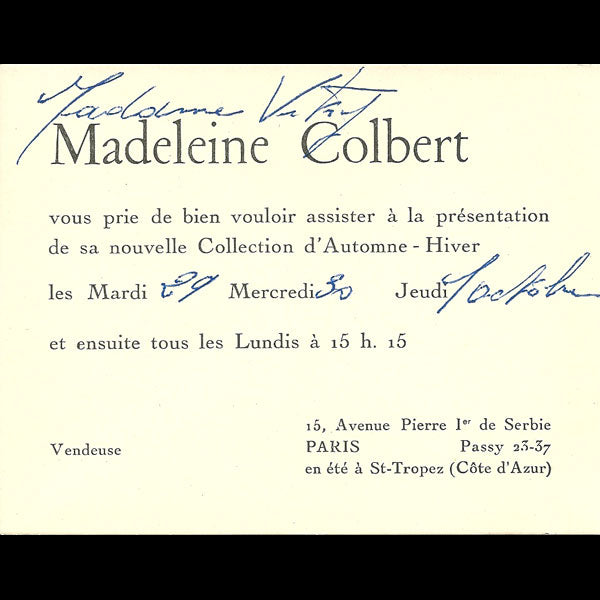 Madame Vitry
Madeleine Colbert
vous prie de bien vouloir assister à la présentation
de sa nouvelle Collection d'Automne - Hiver
les Mardi 29 Mercredi 30 Jeudi 1 octobre
et ensuite tous les Lundis à 15 h. 15
15, Avenue Pierre Ier de Serbie
Vendeuse PARIS Passy 23-37
en été à St-Tropez (Côte d'Azur)